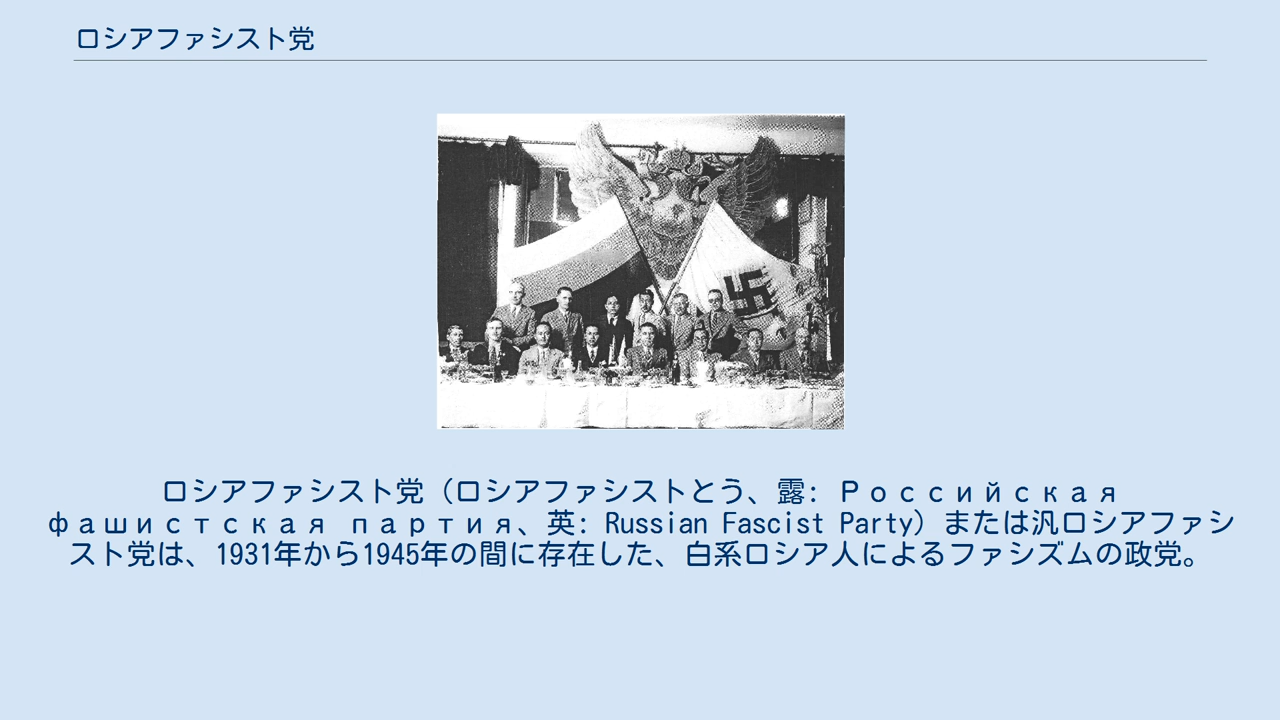 ロシアファシスト党
ロシアファシスト党（ロシアファシストとう、露: Российская
фашистская партия、英: Russian Fascist Party）または汎ロシアファシ
スト党は、1931年から1945年の間に存在した、白系ロシア人によるファシズムの政党。